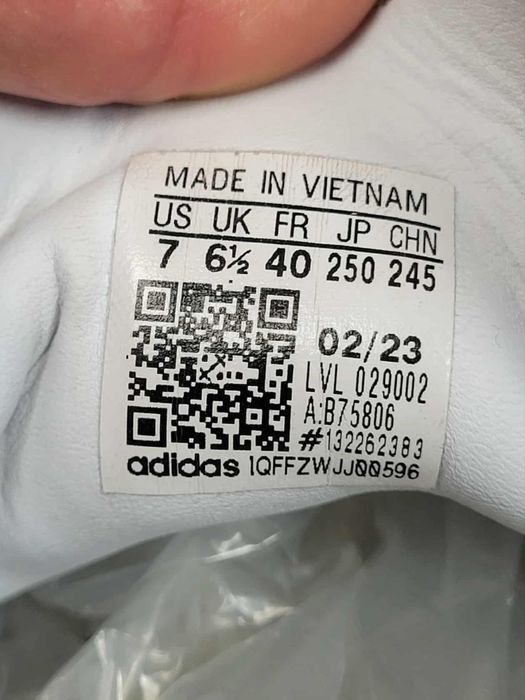 MADE IN VIETNAM
US UK FR JP CHN
7 6½ 40 250 245
02/23
LVL 029002
A:B75806
#132262383
adidas 1QFFZWJJ00596